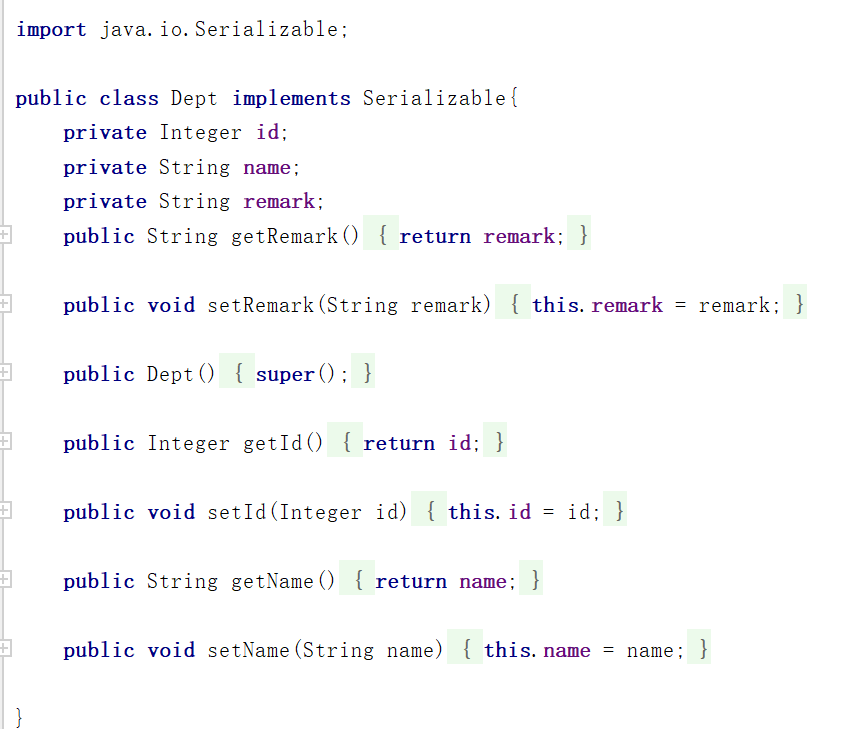 import java.io.Serializable;
public class Dept implements Serializable{
private Integer id;
private String name;
private String remark;
public String getRemark() { return remark; }
public void setRemark(String remark) { this.remark = remark; }
public Dept() { super(); }
public Integer getId() { return id; }
public void setId(Integer id) { this.id = id; }
public String getName() { return name; }
public void setName(String name) { this.name = name; }
}